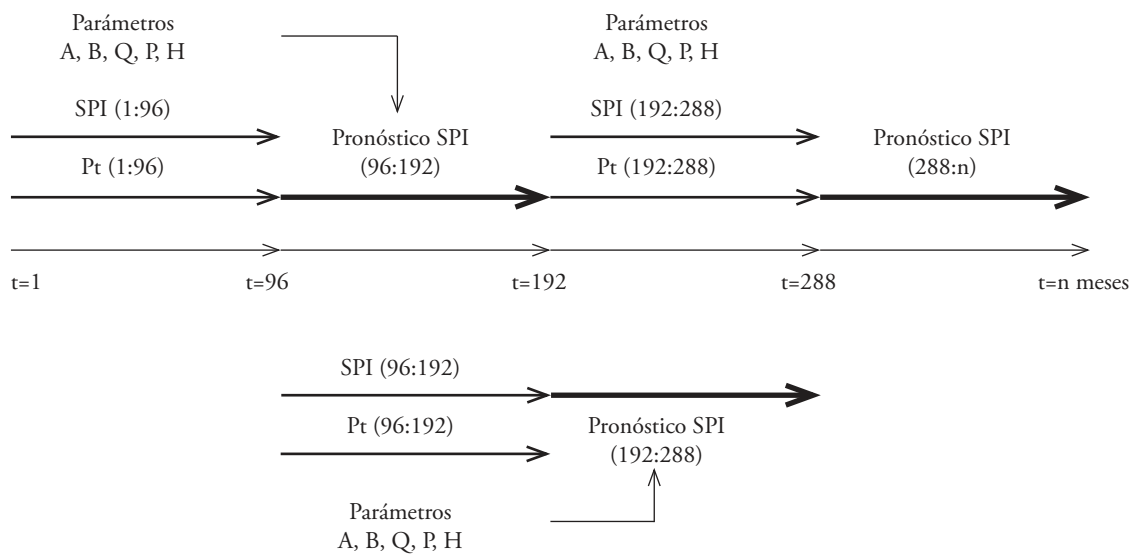 Parámetros
A, B, Q, P, H
Parámetros
A, B, Q, P, H
SPI (1:96)
Pt (1:96)
Pronóstico SPI
(96:192)
SPI (192:288)
Pt (192:288)
Pronóstico SPI
(288:n)
t=1
t=96
t=192
t=288
t=n meses
SPI (96:192)
Pt (96:192)
Pronóstico SPI
(192:288)
Parámetros
A, B, Q, P, H